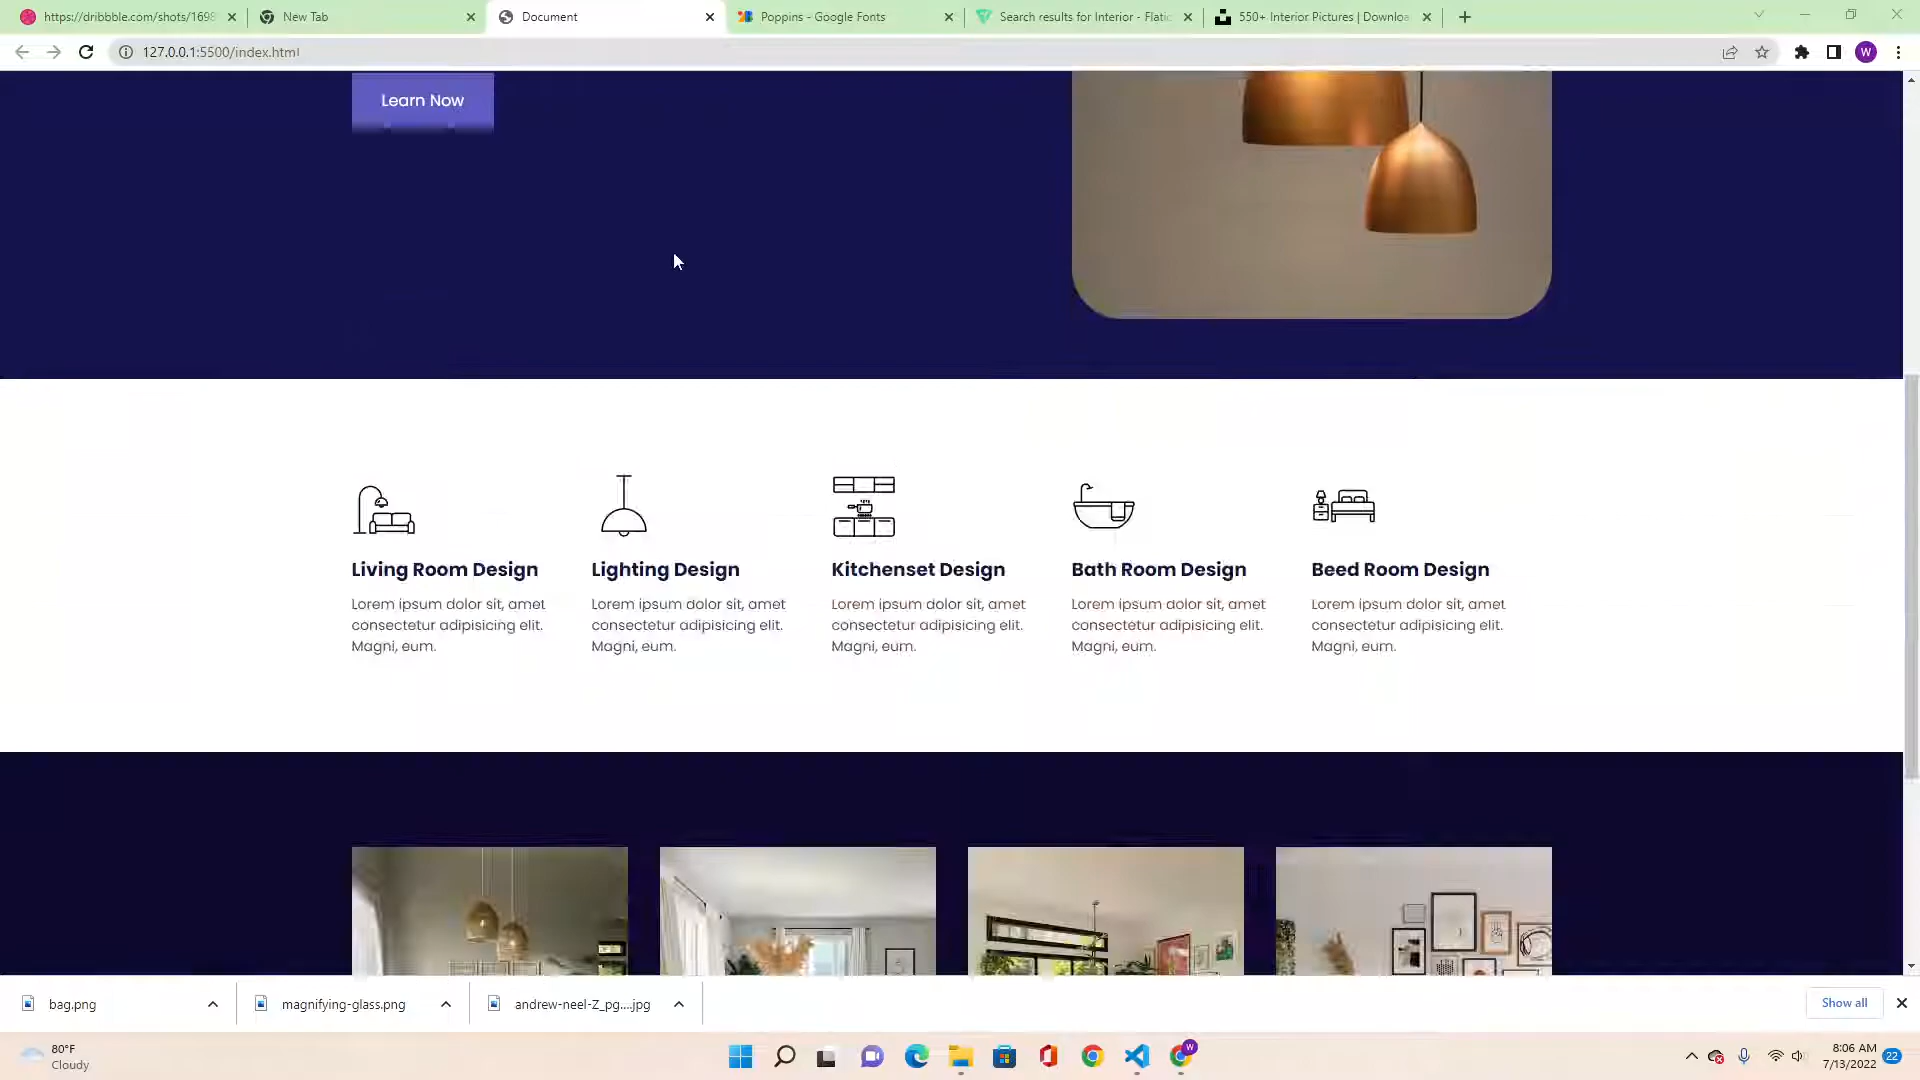 https://dribbble.com/shots/1698
New Tab
Document
Poppins - Google Fonts
Search results for Interior - Flatic
550+ Interior Pictures | Downloa
127.0.0.1:5500/index.html
W
Learn Now
Living Room Design
Lorem ipsum dolor sit, amet
consectetur adipisicing elit.
Magni, eum.
Lighting Design
Lorem ipsum dolor sit, amet
consectetur adipisicing elit.
Magni, eum.
Kitchenset Design
Lorem ipsum dolor sit, amet
consectetur adipisicing elit.
Magni, eum.
Bath Room Design
Lorem ipsum dolor sit, amet
consectetur adipisicing elit.
Magni, eum.
Beed Room Design
Lorem ipsum dolor sit, amet
consectetur adipisicing elit.
Magni, eum.
bag.png
magnifying-glass.png
andrew-neel-Z_pg....jpg
Show all
80°F
Cloudy
W
8:06 AM
7/13/2022
22